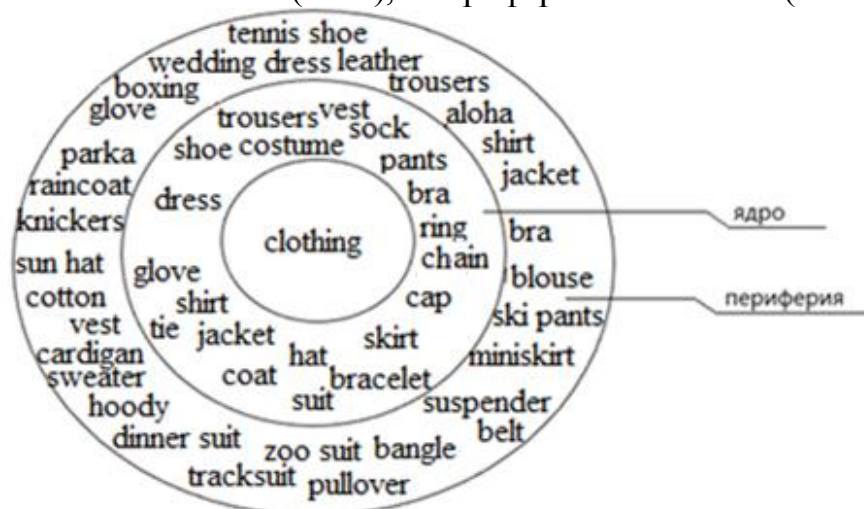 tennis shoe
wedding dress leather
trousers
boxing
glove
aloha
shirt
jacket
parka
raincoat
knickers
sun hat
cotton
vest
cardigan
sweater
hoody
dinner suit
tracksuit
zoo suit
pullover
bangle
suspender
belt
miniskirt
ski pants
blouse
bra
trousers vest
sock
shoe costume
pants
dress
bra
ring
chain
cap
glove
shirt
tie
jacket
skirt
hat
coat
bracelet
suit
clothing
ядро
периферия